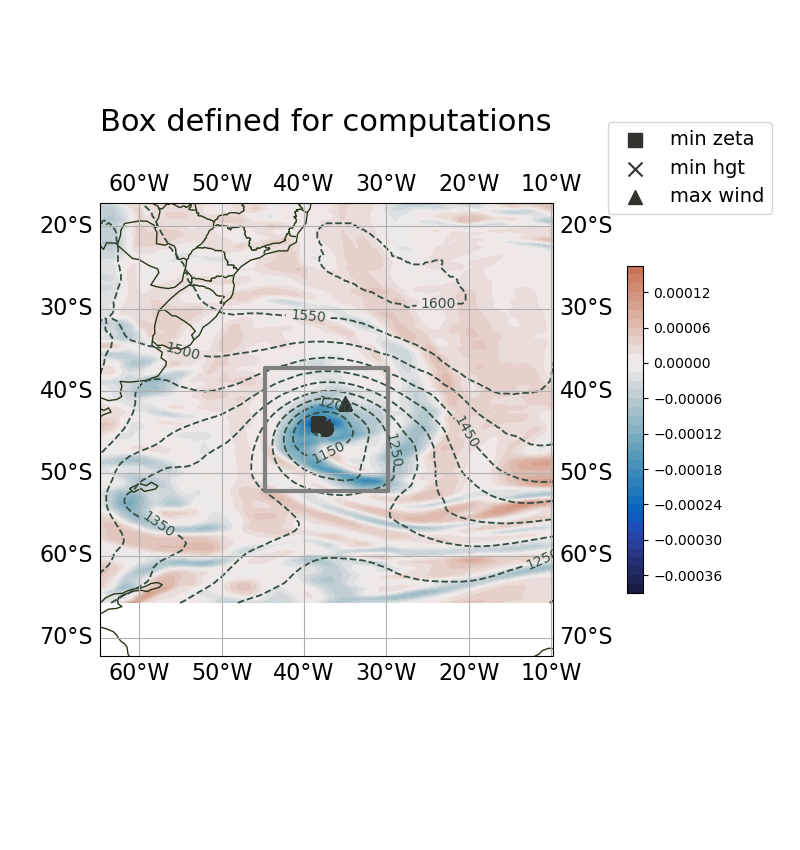 Box defined for computations
min zeta
min hgt
max wind
60°W 50°W 40°W 30°W 20°W 10°W
20°S 20°S
30°S 30°S
40°S 40°S
50°S 50°S
60°S 60°S
70°S 70°S
60°W 50°W 40°W 30°W 20°W 10°W
1600
1550
1500
1450
1250
1150
1350
0.00012
0.00006
0.00000
−0.00006
−0.00012
−0.00018
−0.00024
−0.00030
−0.00036